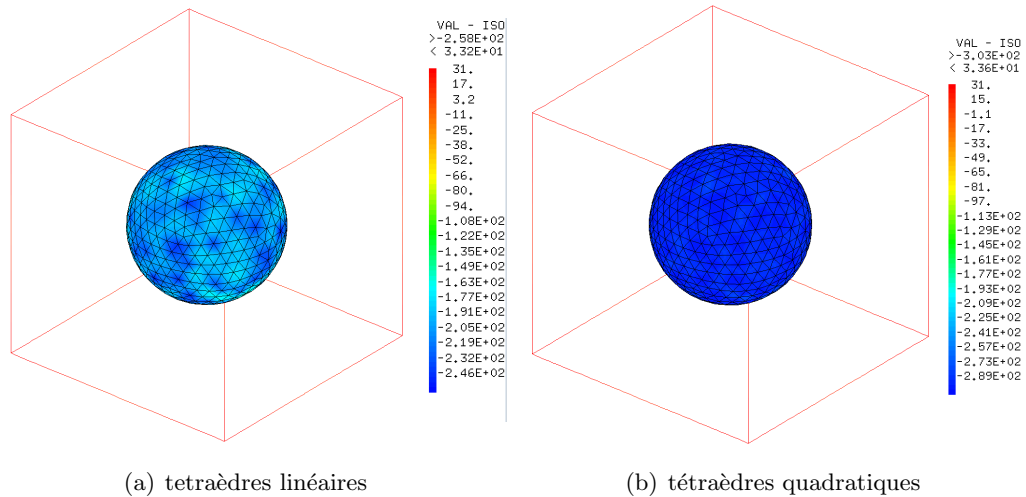 VAL - ISO
>-2.58E+02
< 3.32E+01
31.
17.
3.2
-11.
-25.
-38.
-52.
-66.
-80.
-94.
-1.08E+02
-1.22E+02
-1.35E+02
-1.49E+02
-1.63E+02
-1.77E+02
-1.91E+02
-2.05E+02
-2.19E+02
-2.32E+02
-2.46E+02
VAL - ISO
>-3.03E+02
< 3.36E+01
31.
15.
-1.1
-17.
-33.
-49.
-65.
-81.
-97.
-1.13E+02
-1.29E+02
-1.45E+02
-1.61E+02
-1.77E+02
-1.93E+02
-2.09E+02
-2.25E+02
-2.41E+02
-2.57E+02
-2.73E+02
-2.89E+02
(a) tetraèdres linéaires
(b) tétraèdres quadratiques